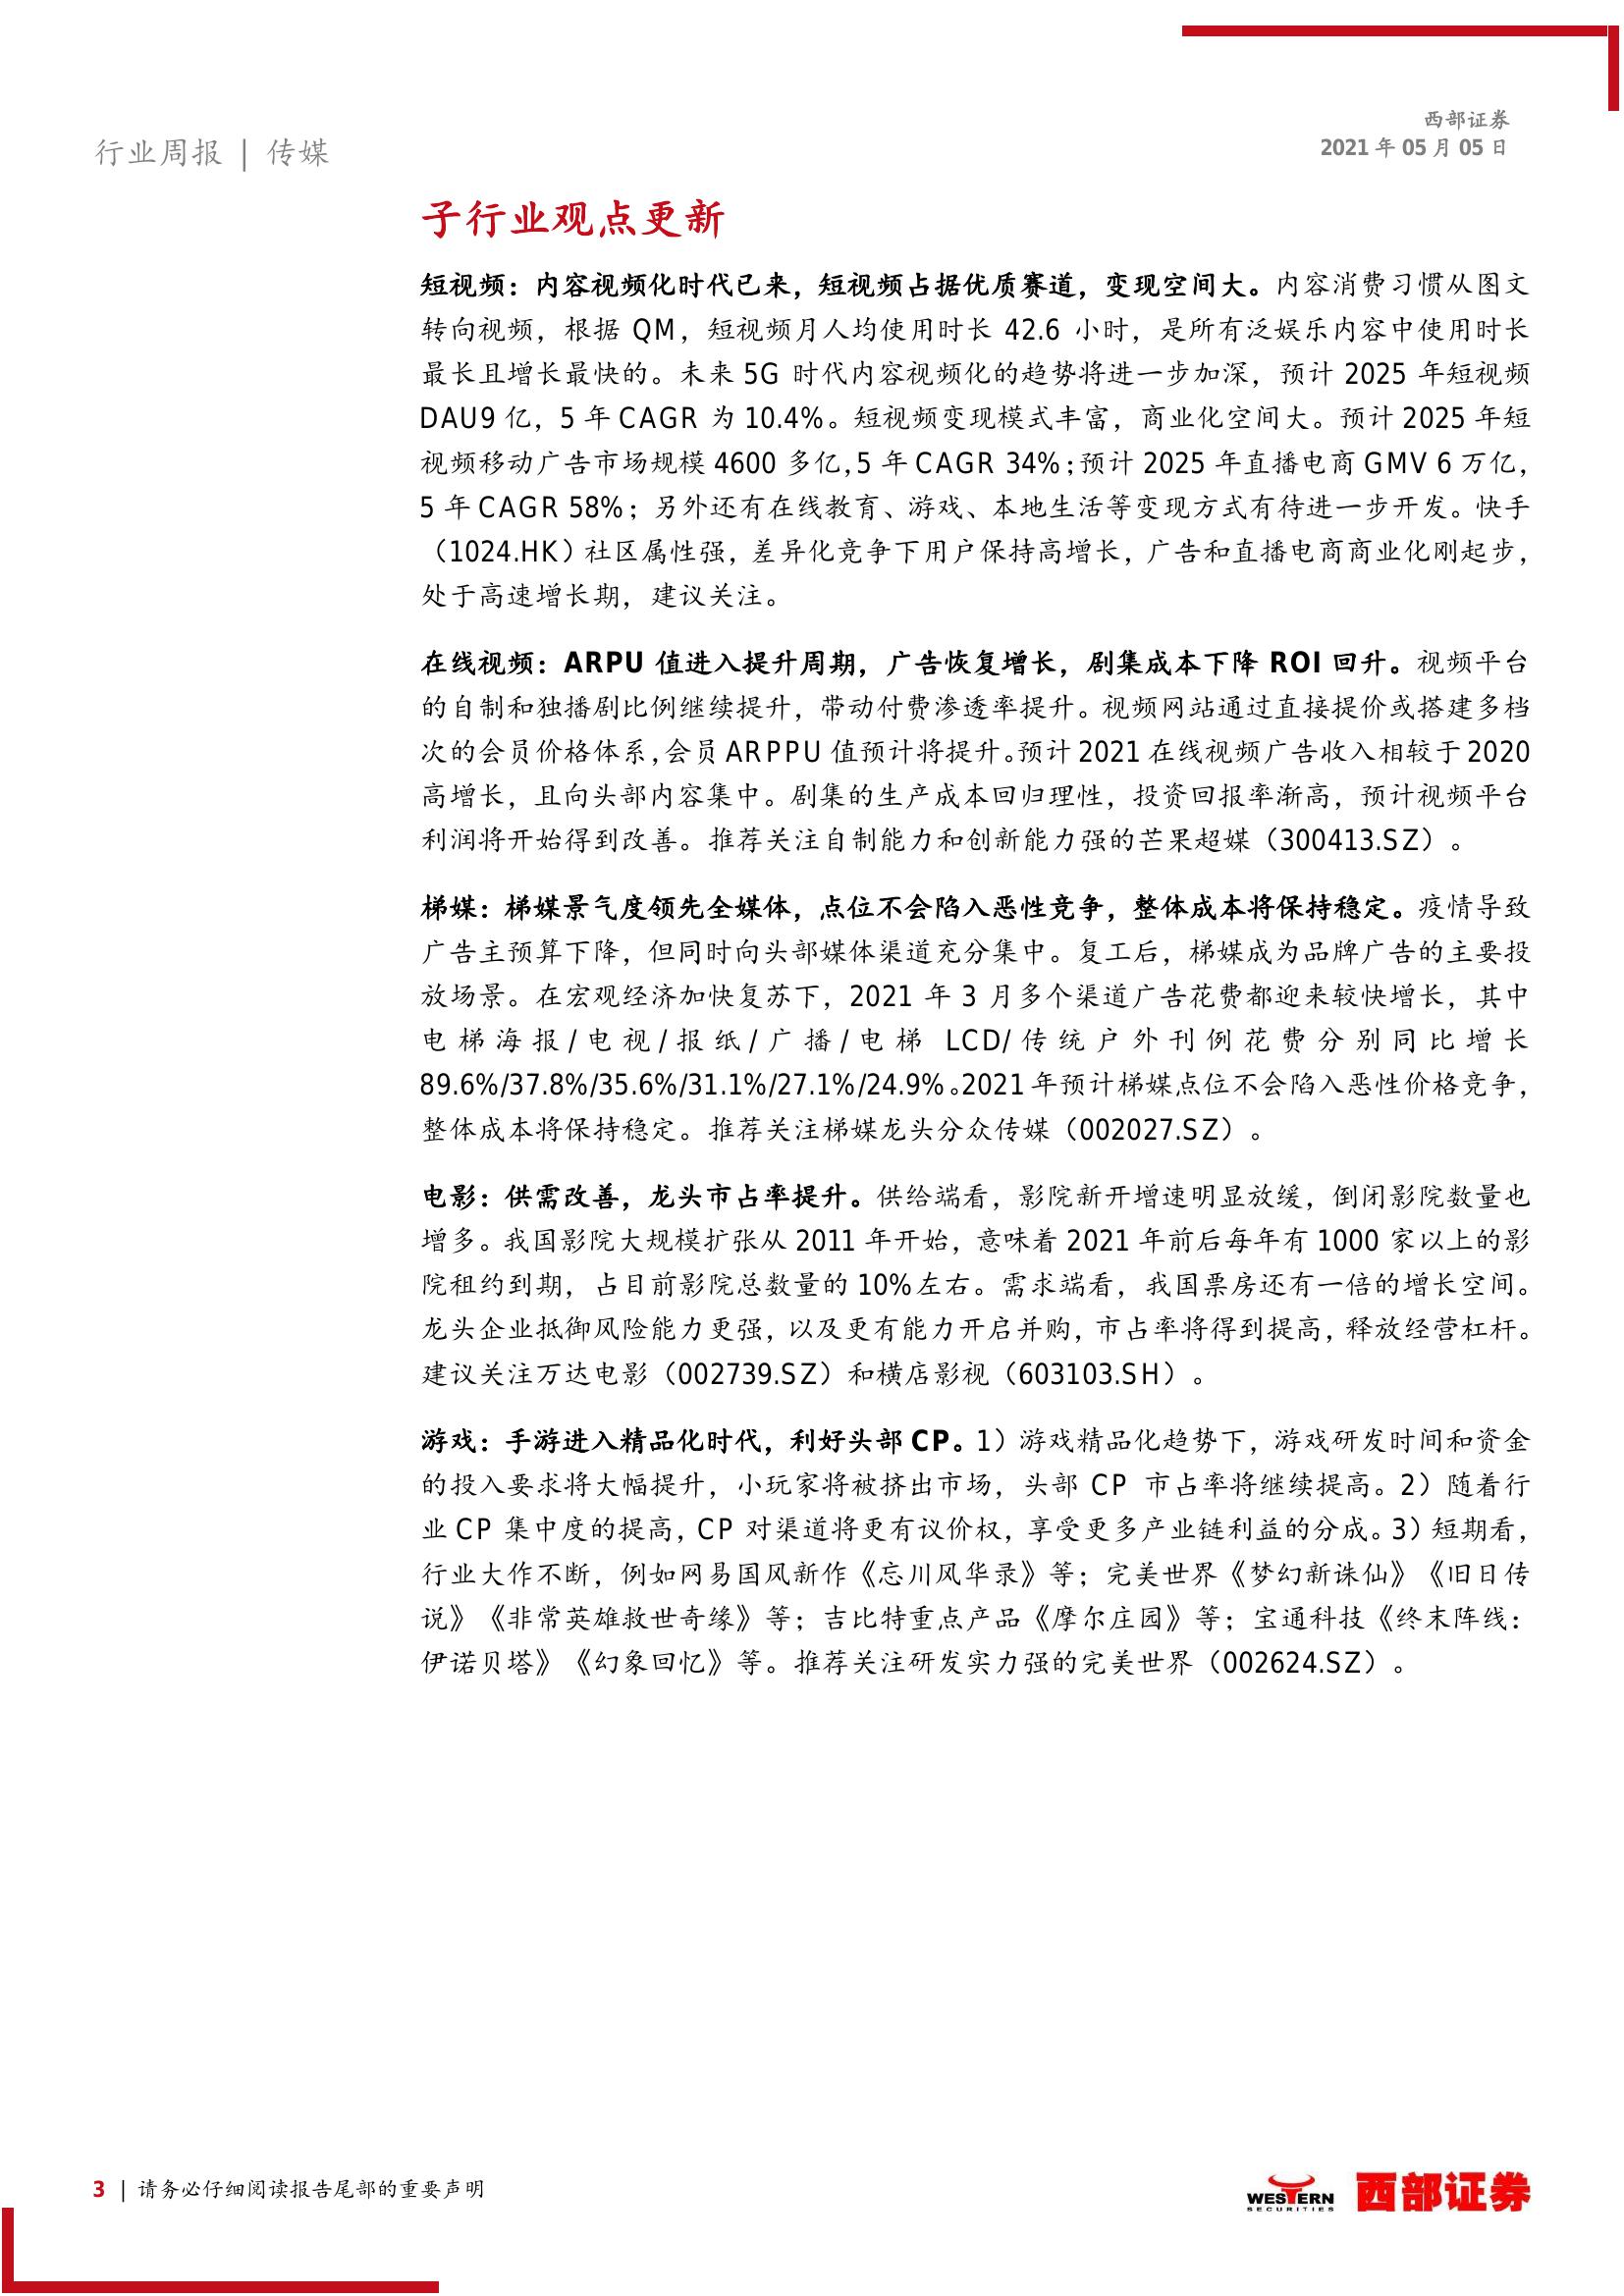 西部证券
行业周报 | 传媒
2021 年 05 月 05 日
子行业观点更新
短视频：内容视频化时代已来，短视频占据优质赛道，变现空间大。内容消费习惯从图文
转向视频，根据 QM，短视频月人均使用时长 42.6 小时，是所有泛娱乐内容中使用时长
最长且增长最快的。未来 5G 时代内容视频化的趋势将进一步加深，预计 2025 年短视频
DAU9 亿，5 年 CAGR 为 10.4%。短视频变现模式丰富，商业化空间大。预计 2025 年短
视频移动广告市场规模 4600 多亿，5 年 CAGR 34%；预计 2025 年直播电商 GMV 6 万亿，
5 年 CAGR 58%；另外还有在线教育、游戏、本地生活等变现方式有待进一步开发。快手
（1024.HK）社区属性强，差异化竞争下用户保持高增长，广告和直播电商商业化刚起步，
处于高速增长期，建议关注。
在线视频：ARPU 值进入提升周期，广告恢复增长，剧集成本下降 ROI 回升。视频平台
的自制和独播剧比例继续提升，带动付费渗透率提升。视频网站通过直接提价或搭建多档
次的会员价格体系，会员 ARPPU 值预计将提升。预计 2021 在线视频广告收入相较于 2020
高增长，且向头部内容集中。剧集的生产成本回归理性，投资回报率渐高，预计视频平台
利润将开始得到改善。推荐关注自制能力和创新能力强的芒果超媒（300413.SZ）。
梯媒：梯媒景气度领先全媒体，点位不会陷入恶性竞争，整体成本将保持稳定。疫情导致
广告主预算下降，但同时向头部媒体渠道充分集中。复工后，梯媒成为品牌广告的主要投
放场景。在宏观经济加快复苏下，2021 年 3 月多个渠道广告花费都迎来较快增长，其中
电梯海报/电视/报纸/广播/电梯 LCD/传统户外刊例花费分别同比增长
89.6%/37.8%/35.6%/31.1%/27.1%/24.9%。2021 年预计梯媒点位不会陷入恶性价格竞争，
整体成本将保持稳定。推荐关注梯媒龙头分众传媒（002027.SZ）。
电影：供需改善，龙头市占率提升。供给端看，影院新开增速明显放缓，倒闭影院数量也
增多。我国影院大规模扩张从 2011 年开始，意味着 2021 年前后每年有 1000 家以上的影
院租约到期，占目前影院总数量的 10%左右。需求端看，我国票房还有一倍的增长空间。
龙头企业抵御风险能力更强，以及更有能力开启并购，市占率将得到提高，释放经营杠杆。
建议关注万达电影（002739.SZ）和横店影视（603103.SH）。
游戏：手游进入精品化时代，利好头部 CP。1）游戏精品化趋势下，游戏研发时间和资金
的投入要求将大幅提升，小玩家将被挤出市场，头部 CP 市占率将继续提高。2）随着行
业 CP 集中度的提高，CP 对渠道将更有议价权，享受更多产业链利益的分成。3）短期看，
行业大作不断，例如网易国风新作《忘川风华录》等；完美世界《梦幻新诛仙》《旧日传
说》《非常英雄救世奇缘》等；吉比特重点产品《摩尔庄园》等；宝通科技《终末阵线：
伊诺贝塔》《幻象回忆》等。推荐关注研发实力强的完美世界（002624.SZ）。
3 | 请务必仔细阅读报告尾部的重要声明
WESTERN
SECURITIES
西部证券